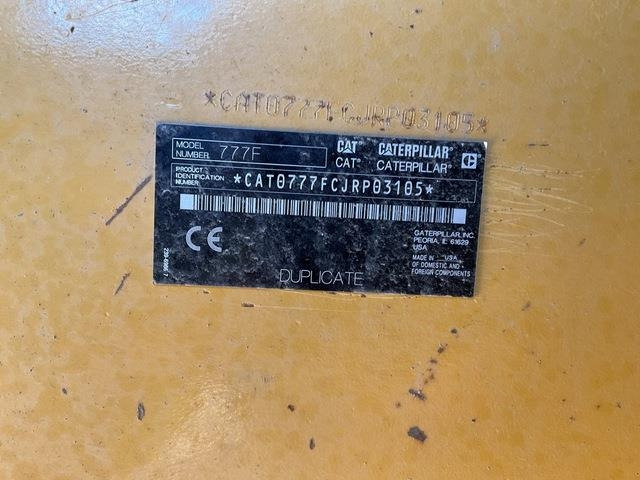 *CAT0777FCJRP03105*
MODEL NUMBER 777F
CAT CATERPILLAR
CAT® CATERPILLAR®
PRODUCT IDENTIFICATION NUMBER *CAT0777FCJRP03105*
CE
CATERPILLAR, INC.
PEORIA, IL 61629
USA
MADE IN USA
OF DOMESTIC AND
FOREIGN COMPONENTS
DUPLICATE